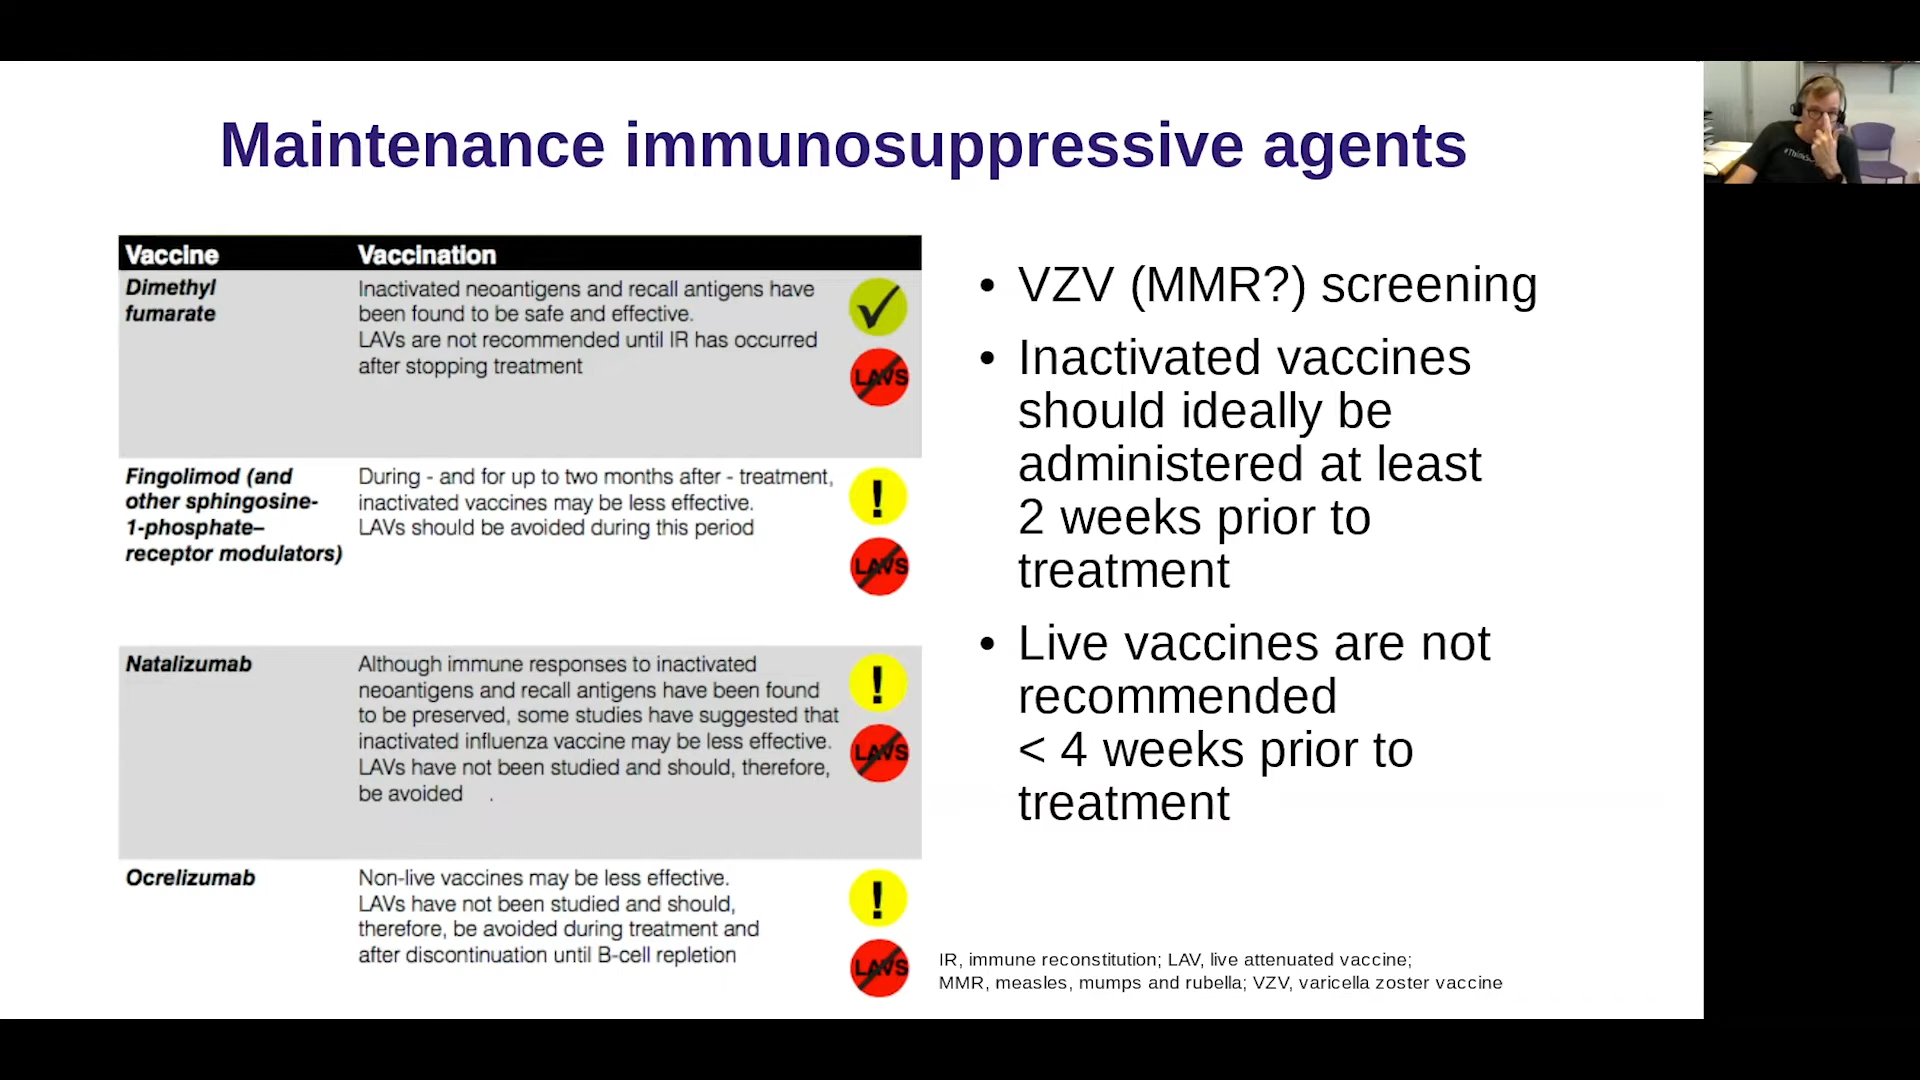 Maintenance immunosuppressive agents
Vaccine Vaccination
Dimethyl
fumarate
Inactivated neoantigens and recall antigens have
been found to be safe and effective.
LAVs are not recommended until IR has occurred
after stopping treatment
LAVS
Fingolimod (and
other sphingosine-
1-phosphate–
receptor modulators)
During - and for up to two months after - treatment,
inactivated vaccines may be less effective.
LAVs should be avoided during this period
!
LAVS
Natalizumab
Although immune responses to inactivated
neoantigens and recall antigens have been found
to be preserved, some studies have suggested that
inactivated influenza vaccine may be less effective.
LAVs have not been studied and should, therefore,
be avoided .
!
LAVS
Ocrelizumab
Non-live vaccines may be less effective.
LAVs have not been studied and should,
therefore, be avoided during treatment and
after discontinuation until B-cell repletion
!
LAVS
• VZV (MMR?) screening
• Inactivated vaccines
should ideally be
administered at least
2 weeks prior to
treatment
• Live vaccines are not
recommended
< 4 weeks prior to
treatment
IR, immune reconstitution; LAV, live attenuated vaccine;
MMR, measles, mumps and rubella; VZV, varicella zoster vaccine